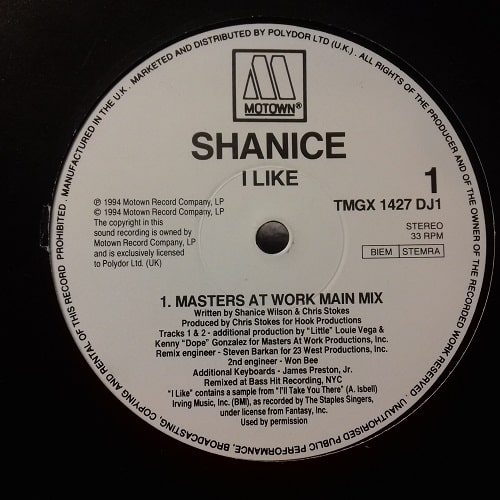 MANUFACTURED IN THE U.K. MARKETED AND DISTRIBUTED BY POLYDOR LTD (U.K.) . ALL RIGHTS OF THE PRODUCER AND OF THE OWNER OF THE RECORDED WORK RESERVED . UNAUTHORISED PUBLIC PERFORMANCE, BROADCASTING, COPYING AND RENTAL OF THIS RECORD PROHIBITED .
M
MOTOWN®
SHANICE
I LIKE
1
TMGX 1427 DJ1
STEREO
33 RPM
BIEM STEMRA
℗ 1994 Motown Record Company, LP
© 1994 Motown Record Company, LP
The copyright in this
sound recording is owned by
Motown Record Company, LP
and is exclusively licensed
to Polydor Ltd. (UK)
1. MASTERS AT WORK MAIN MIX
Written by Shanice Wilson & Chris Stokes
Produced by Chris Stokes for Hook Productions
Tracks 1 & 2 - additional production by "Little" Louie Vega &
Kenny "Dope" Gonzalez for Masters At Work Productions, Inc.
Remix engineer - Steven Barkan for 23 West Productions, Inc.
2nd engineer - Won Bee
Additional Keyboards - James Preston, Jr.
Remixed at Bass Hit Recording, NYC
"I Like" contains a sample from "I'll Take You There" (A. Isbell)
Irving Music, Inc. (BMI), as recorded by The Staples Singers,
under license from Fantasy, Inc.
Used by permission